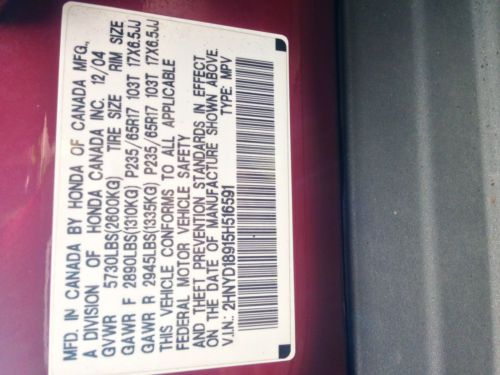 MFD. IN CANADA BY HONDA OF CANADA MFG.,
A DIVISION OF HONDA CANADA INC. 12/04
GVWR 5730LBS(2600KG) TIRE SIZE RIM SIZE
GAWR F 2890LBS(1310KG) P235/65R17 103T 17X6.5JJ
GAWR R 2945LBS(1335KG) P235/65R17 103T 17X6.5JJ
THIS VEHICLE CONFORMS TO ALL APPLICABLE
FEDERAL MOTOR VEHICLE SAFETY
AND THEFT PREVENTION STANDARDS IN EFFECT
ON THE DATE OF MANUFACTURE SHOWN ABOVE.
V.I.N.: 2HNYD18915H516591 TYPE: MPV